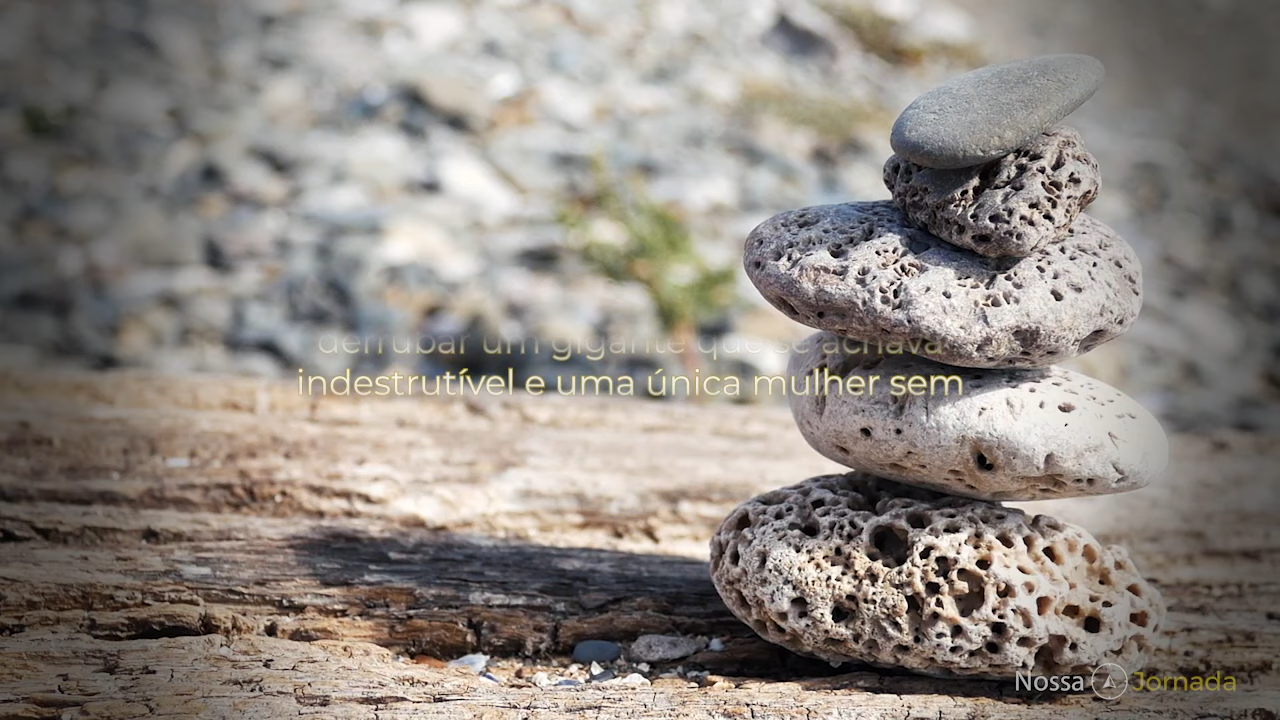 derrubar um gigante que se achava
indestrutível e uma única mulher sem
Nossa Jornada